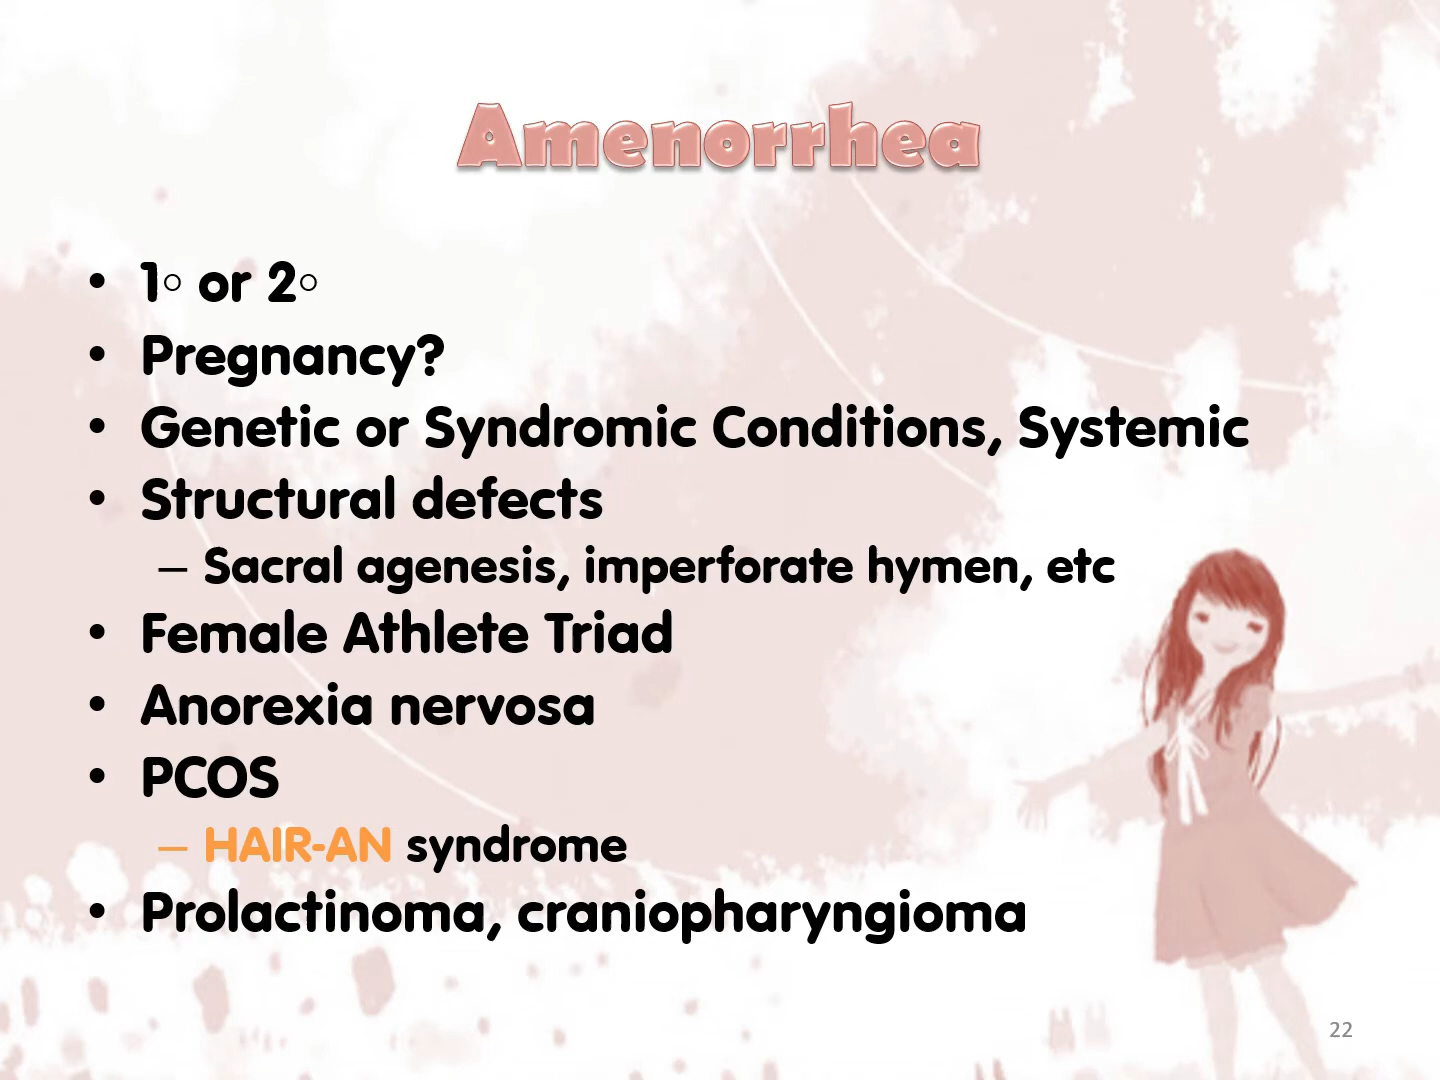 Amenorrhea
• 1○ or 2○
• Pregnancy?
• Genetic or Syndromic Conditions, Systemic
• Structural defects
– Sacral agenesis, imperforate hymen, etc
• Female Athlete Triad
• Anorexia nervosa
• PCOS
– HAIR-AN syndrome
• Prolactinoma, craniopharyngioma
22